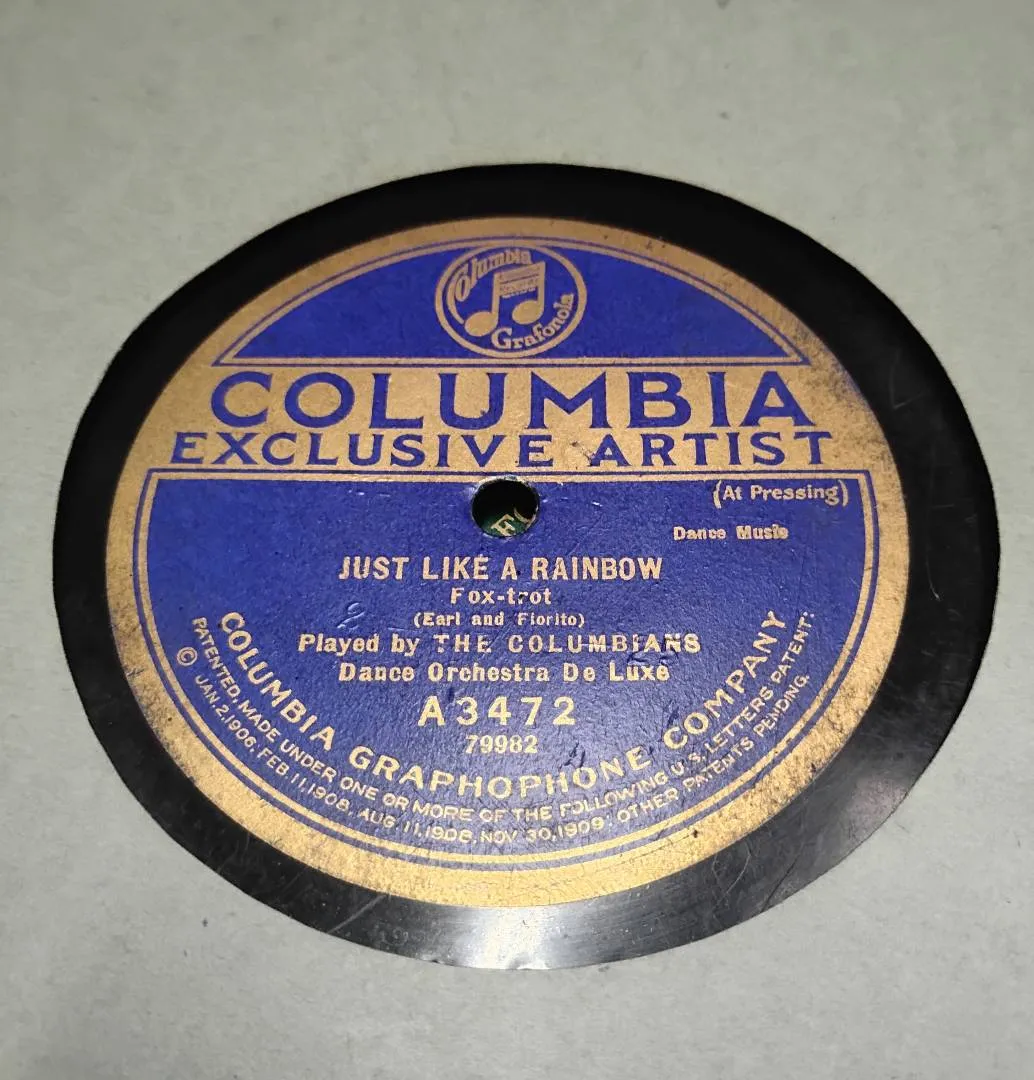 Columbia
Grafonola
COLUMBIA
EXCLUSIVE ARTIST
(At Pressing)
Dance Music
JUST LIKE A RAINBOW
Fox-trot
(Earl and Fiorito)
Played by THE COLUMBIANS
Dance Orchestra De Luxe
A3472
79982
COLUMBIA GRAPHOPHONE COMPANY
© PATENTED, MADE UNDER ONE OR MORE OF THE FOLLOWING U.S. LETTERS PATENT:
JAN. 2, 1906, FEB 11, 1908, AUG. 11, 1908, NOV 30, 1909; OTHER PATENTS PENDING.